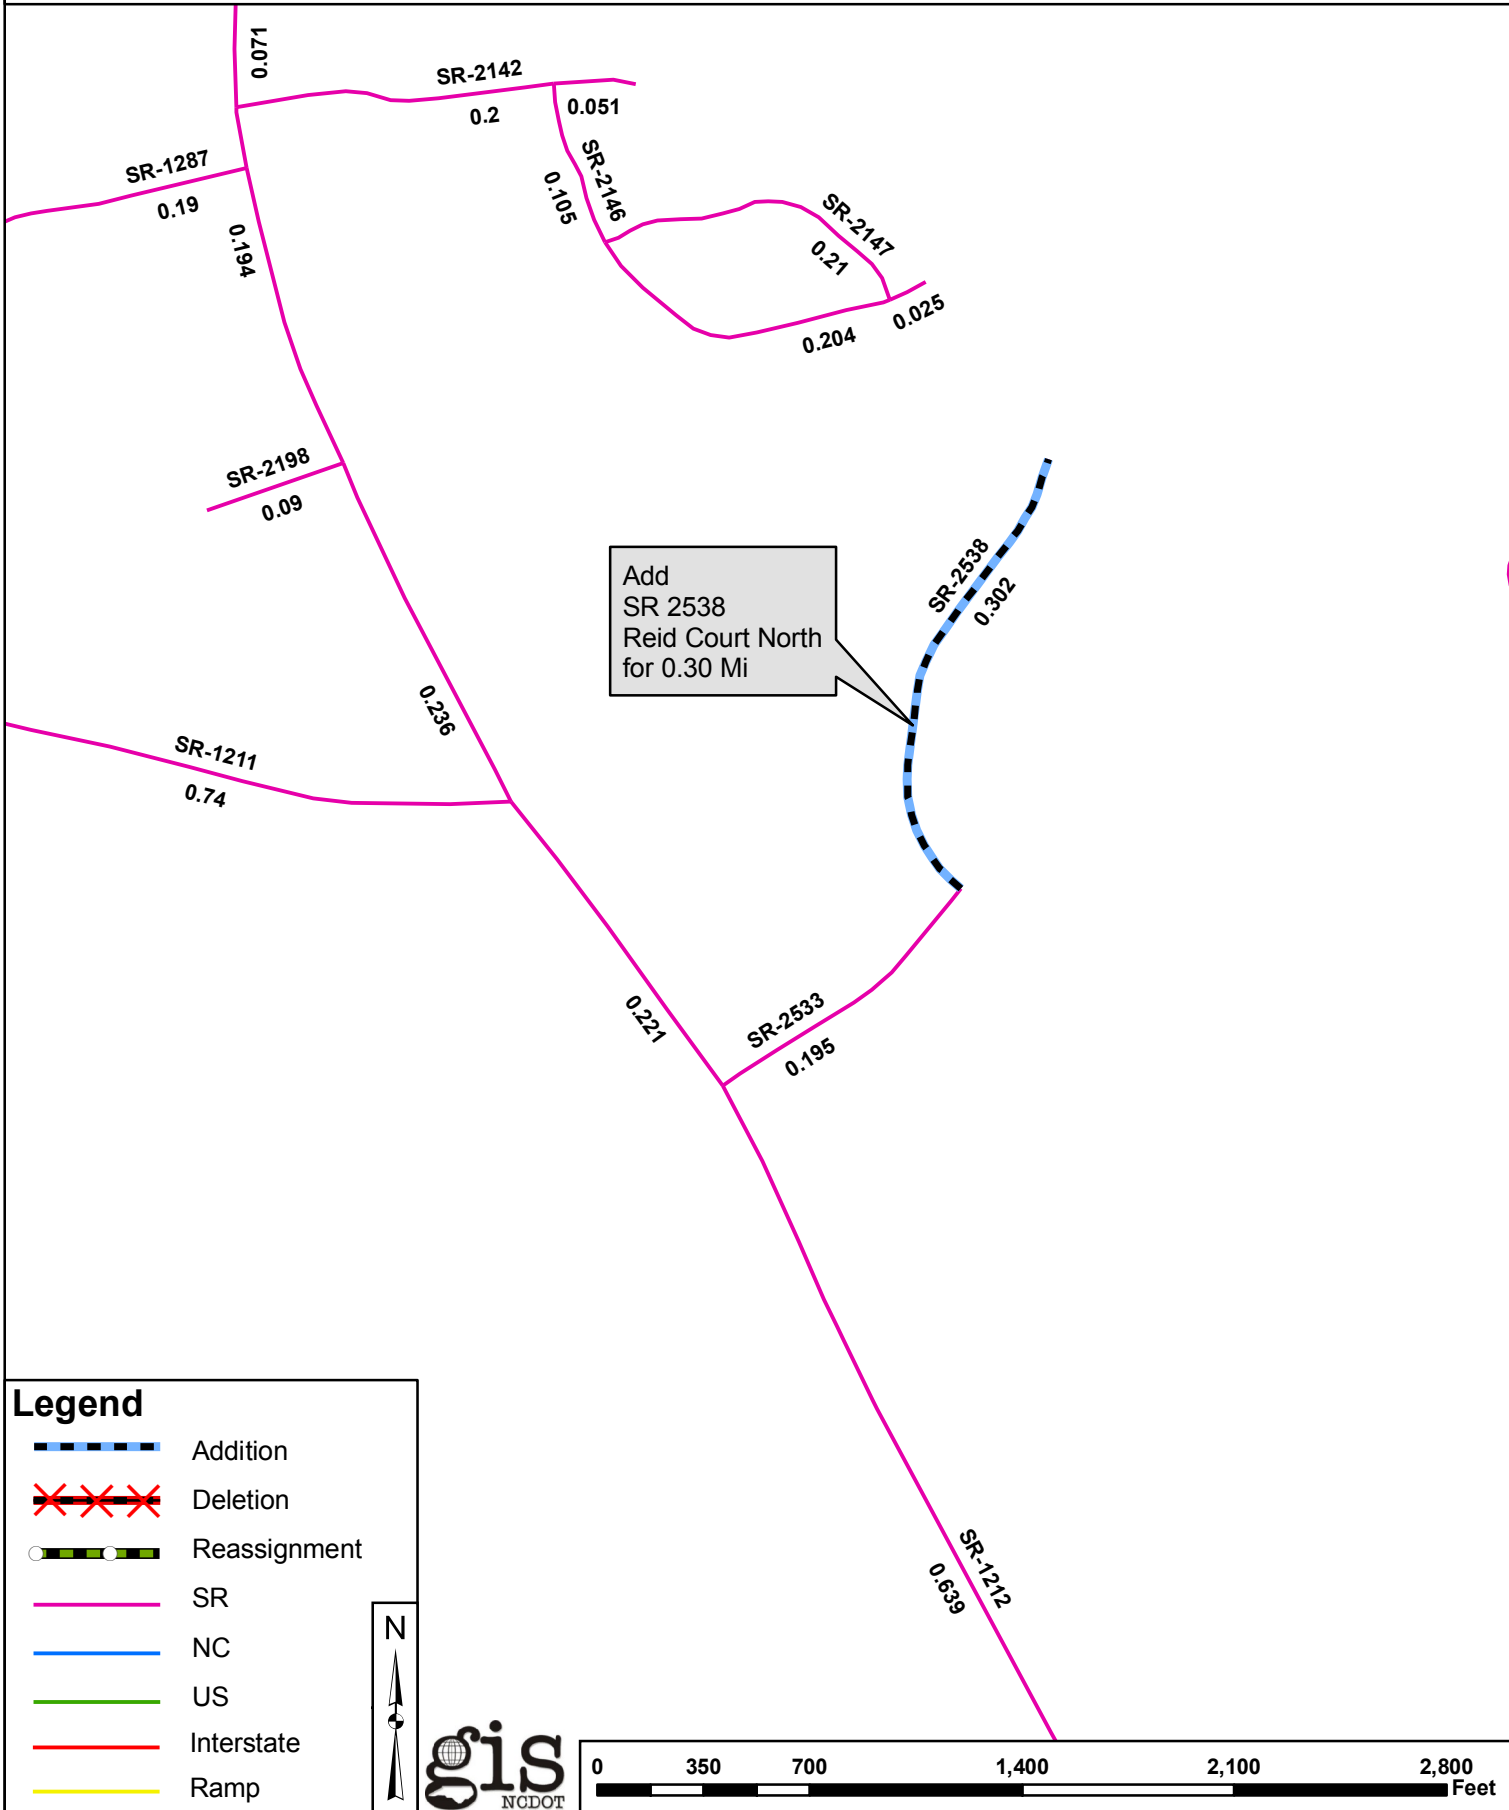 0.071
SR-2142
0.2
0.051
SR-1287
0.19
SR-2146
0.105
0.194
SR-2147
0.21
0.025
0.204
SR-2198
0.09
SR-2538
0.302
Add
SR 2538
Reid Court North
for 0.30 Mi
0.236
SR-1211
0.74
0.221
SR-2533
0.195
SR-1212
0.639
Legend
Addition
Deletion
Reassignment
SR
NC
US
Interstate
Ramp
N
gis
NCDOT
0 350 700 1,400 2,100 2,800
Feet